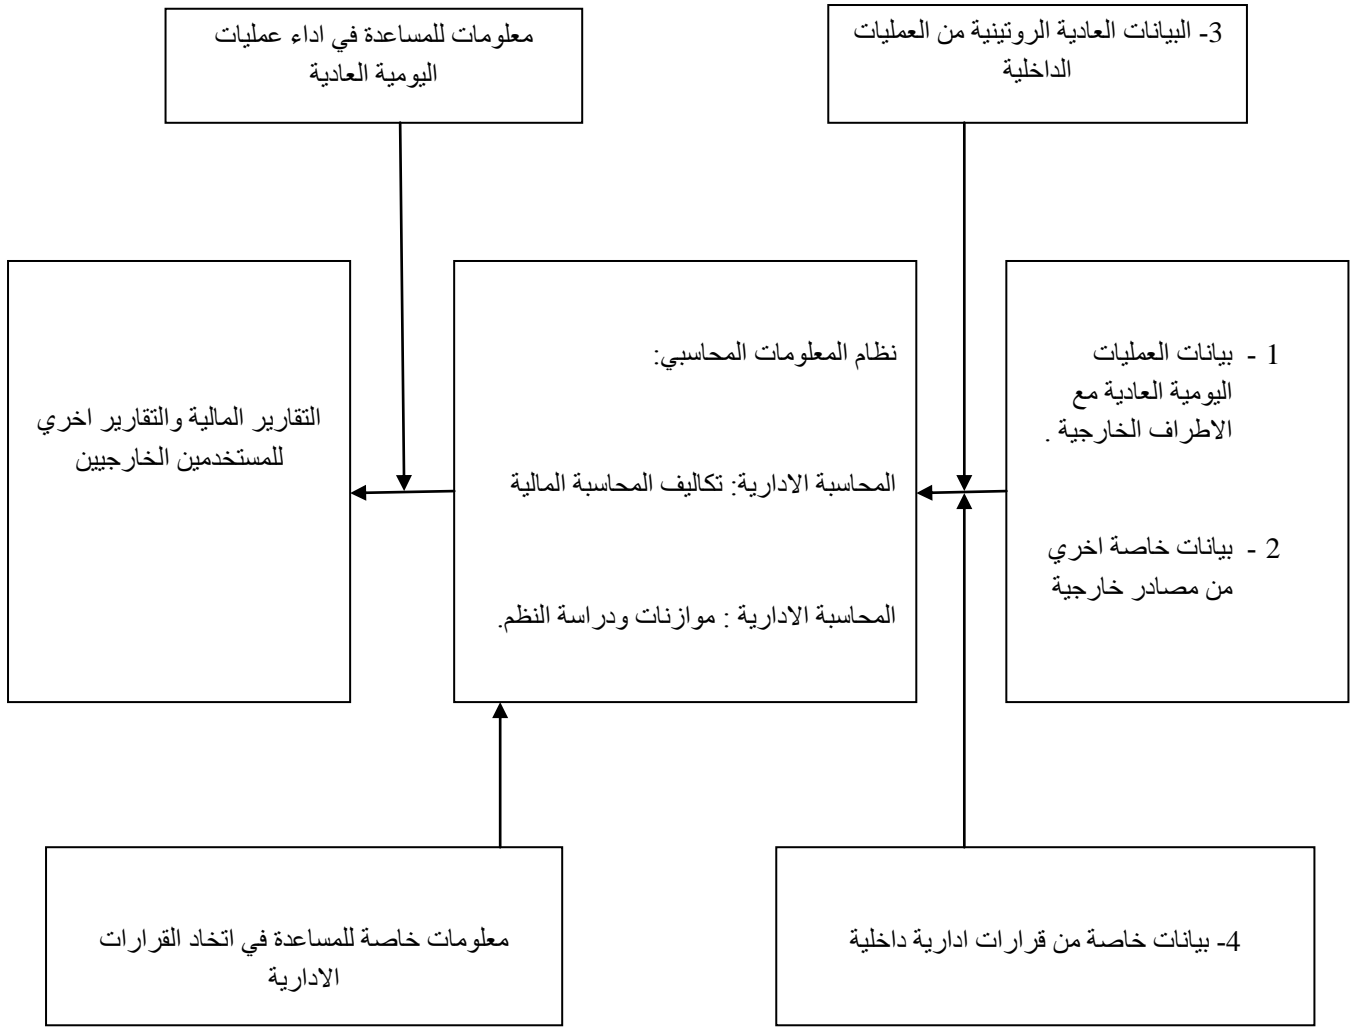 3- البيانات العادية الروتينية من العمليات
الداخلية
معلومات للمساعدة في اداء عمليات
اليومية العادية
1 - بيانات العمليات
اليومية العادية مع
الاطراف الخارجية .
2 - بيانات خاصة اخري
من مصادر خارجية
نظام المعلومات المحاسبي:
المحاسبة الادارية: تكاليف المحاسبة المالية
المحاسبة الادارية : موازنات ودراسة النظم.
التقارير المالية والتقارير اخري
للمستخدمين الخارجيين
4- بيانات خاصة من قرارات ادارية داخلية
معلومات خاصة للمساعدة في اتخاد القرارات
الادارية